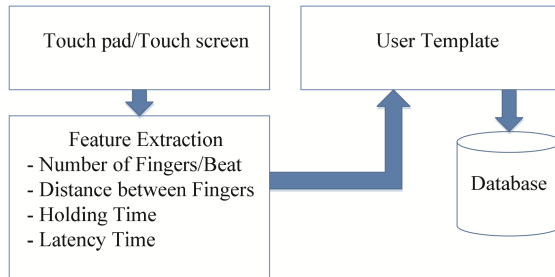 Touch pad/Touch screen
Feature Extraction
- Number of Fingers/Beat
- Distance between Fingers
- Holding Time
- Latency Time
User Template
Database